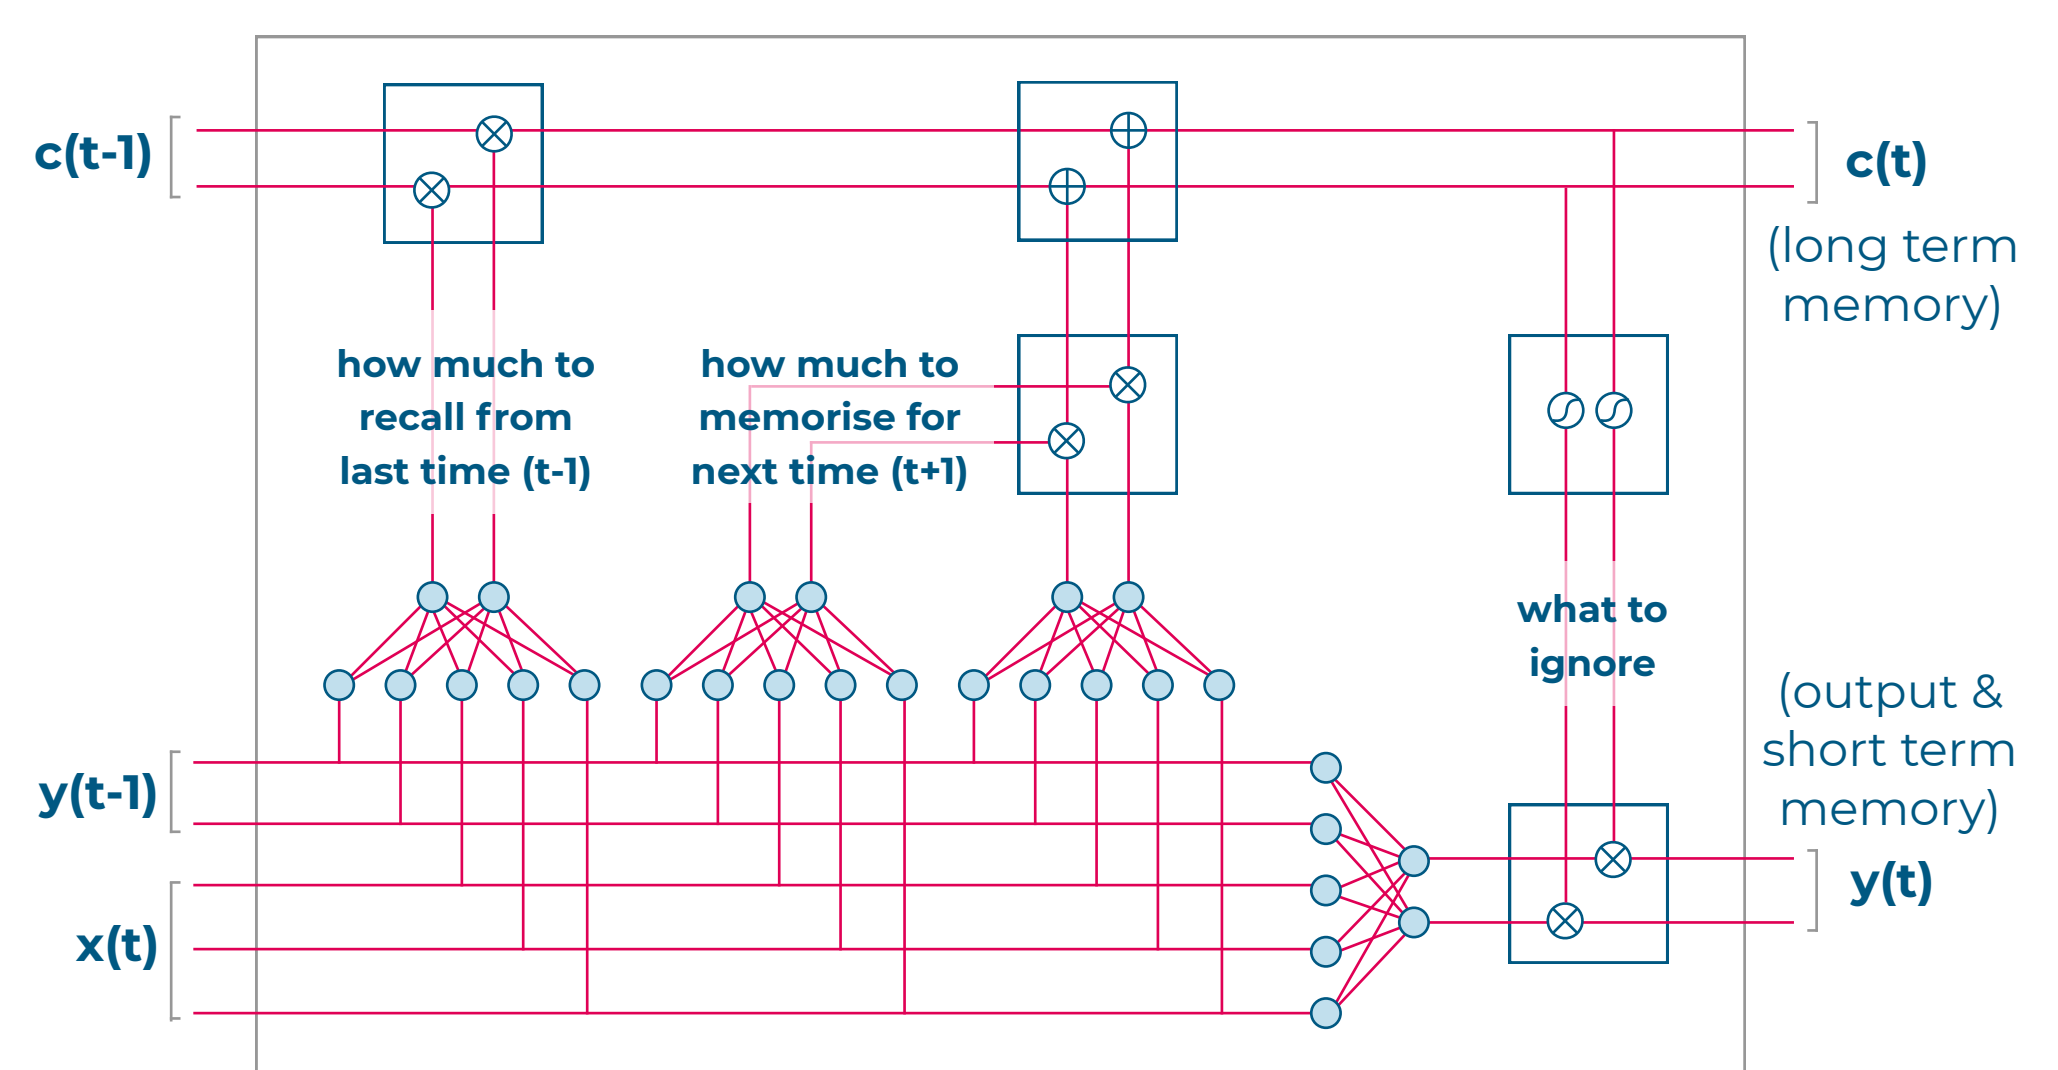 c(t-1)
c(t)
(long term
memory)
how much to
recall from
last time (t-1)
how much to
memorise for
next time (t+1)
what to
ignore
(output &
short term
memory)
y(t-1)
y(t)
x(t)